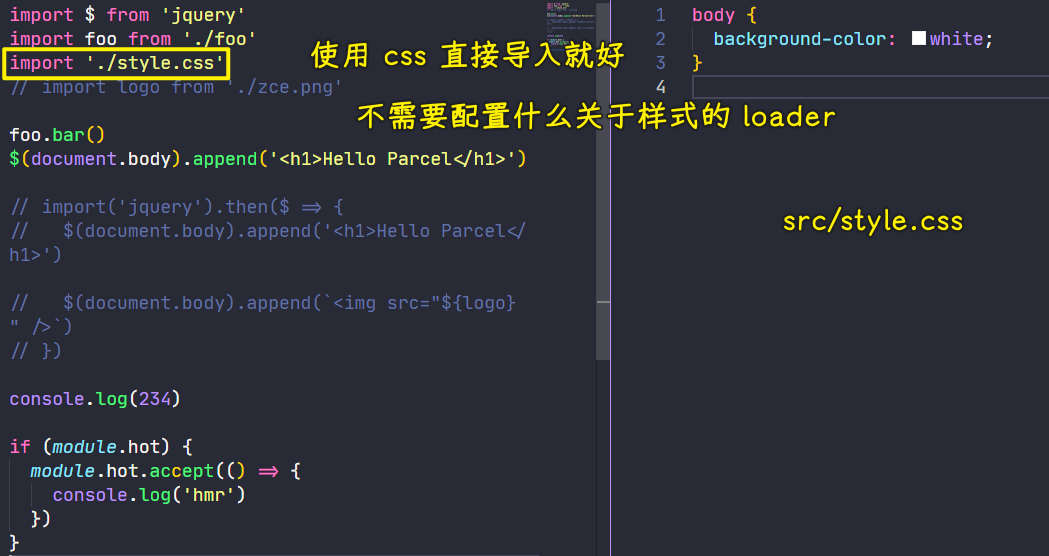 import $ from 'jquery'
import foo from './foo'
import './style.css'
// import logo from './zce.png'
foo.bar()
$(document.body).append('<h1>Hello Parcel</h1>')
// import('jquery').then($ => {
//   $(document.body).append('<h1>Hello Parcel</
h1>')
//   $(document.body).append(`<img src="${logo}
" />`)
// })
console.log(234)
if (module.hot) {
  module.hot.accept(() => {
    console.log('hmr')
  })
}
使用 css 直接导入就好
不需要配置什么关于样式的 loader
1 body {
2   background-color: white;
3 }
4
src/style.css